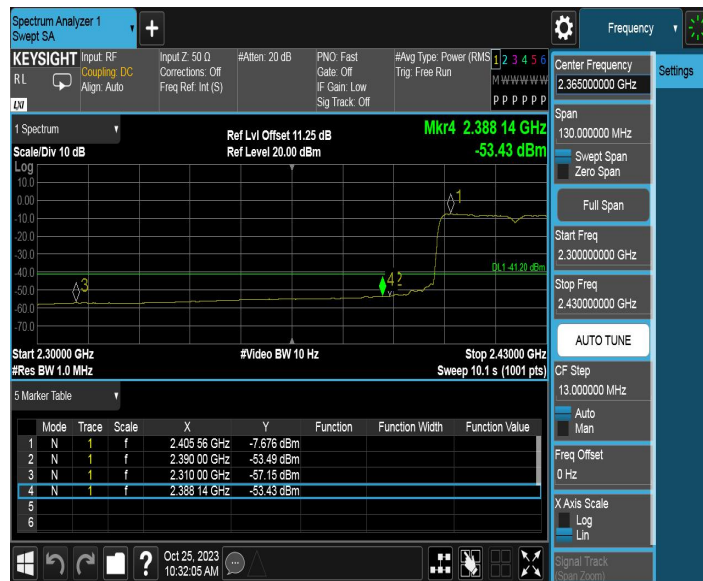 Spectrum Analyzer 1
Swept SA
+
Frequency
KEYSIGHT
RL
LXI
Input: RF
Coupling: DC
Align: Auto
Input Z: 50 Ω
Corrections: Off
Freq Ref: Int (S)
#Atten: 20 dB
PNO: Fast
Gate: Off
IF Gain: Low
Sig Track: Off
#Avg Type: Power (RMS
Trig: Free Run
1 2 3 4 5 6
M W W W W W
P P P P P P
1 Spectrum
Scale/Div 10 dB
Ref Lvl Offset 11.25 dB
Ref Level 20.00 dBm
Mkr4 2.388 14 GHz
-53.43 dBm
Log
10.0
0.00
-10.0
-20.0
-30.0
-40.0
-50.0
-60.0
-70.0
1
3
4 2
DL1 -41.20 dBm
Start 2.30000 GHz
#Res BW 1.0 MHz
#Video BW 10 Hz
Stop 2.43000 GHz
Sweep 10.1 s (1001 pts)
5 Marker Table
Mode Trace Scale X Y Function Function Width Function Value
1 N 1 f 2.405 56 GHz -7.676 dBm
2 N 1 f 2.390 00 GHz -53.49 dBm
3 N 1 f 2.310 00 GHz -57.15 dBm
4 N 1 f 2.388 14 GHz -53.43 dBm
5
6
?
Oct 25, 2023
10:32:05 AM
Center Frequency
2.365000000 GHz
Span
130.000000 MHz
Swept Span
Zero Span
Full Span
Start Freq
2.300000000 GHz
Stop Freq
2.430000000 GHz
AUTO TUNE
CF Step
13.000000 MHz
Auto
Man
Freq Offset
0 Hz
X Axis Scale
Log
Lin
Signal Track
(Span Zoom)
Settings